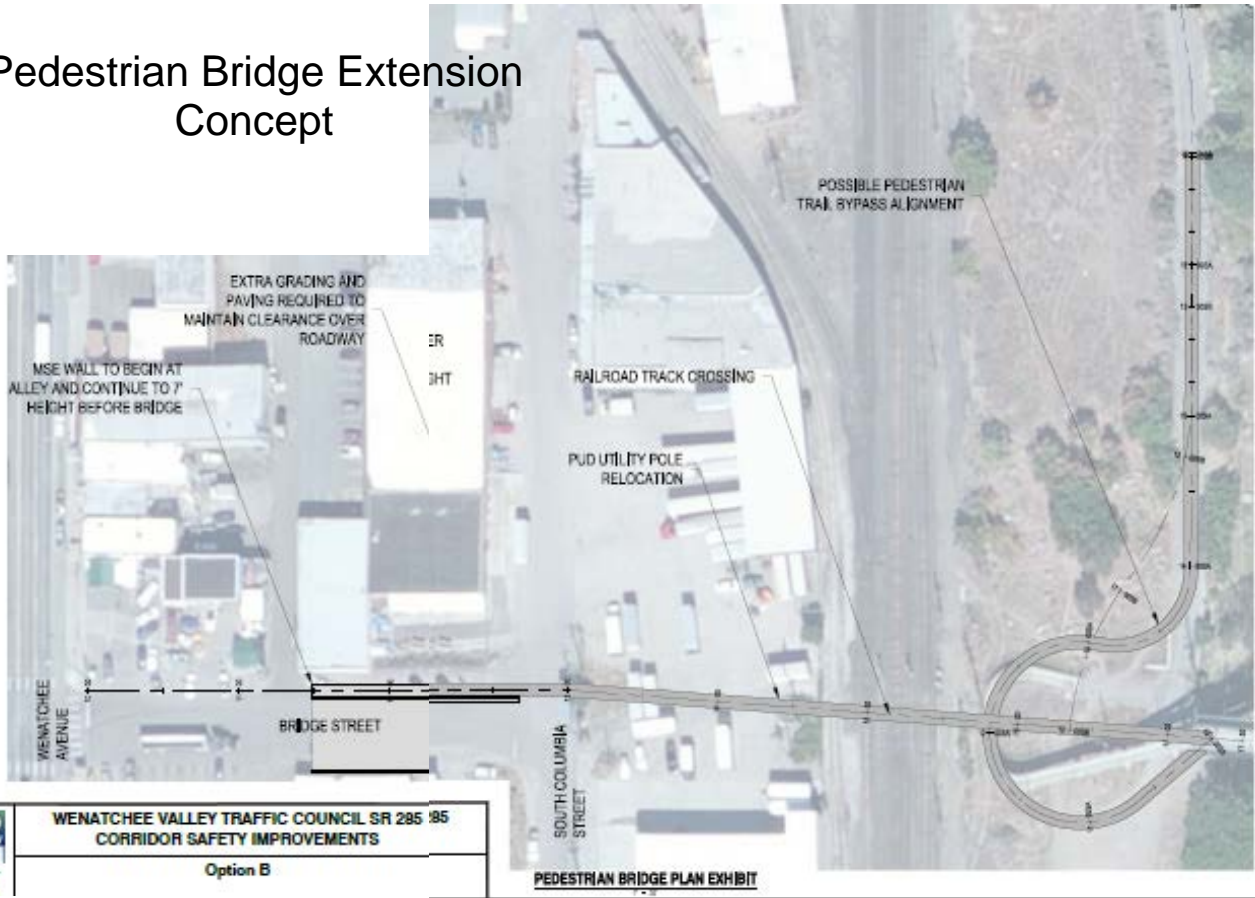 Pedestrian Bridge Extension
Concept
POSSIBLE PEDESTRIAN
TRAIL BYPASS ALIGNMENT
EXTRA GRADING AND
PAVING REQUIRED TO
MAINTAIN CLEARANCE OVER
ROADWAY
ER
GHT
MSE WALL TO BEGIN AT
ALLEY AND CONTINUE TO 7'
HEIGHT BEFORE BRIDGE
RAILROAD TRACK CROSSING
PUD UTILITY POLE
RELOCATION
WENATCHEE
AVENUE
BRIDGE STREET
SOUTH COLUMBIA
STREET
WENATCHEE VALLEY TRAFFIC COUNCIL SR 285 285
CORRIDOR SAFETY IMPROVEMENTS
Option B
PEDESTRIAN BRIDGE PLAN EXHIBIT